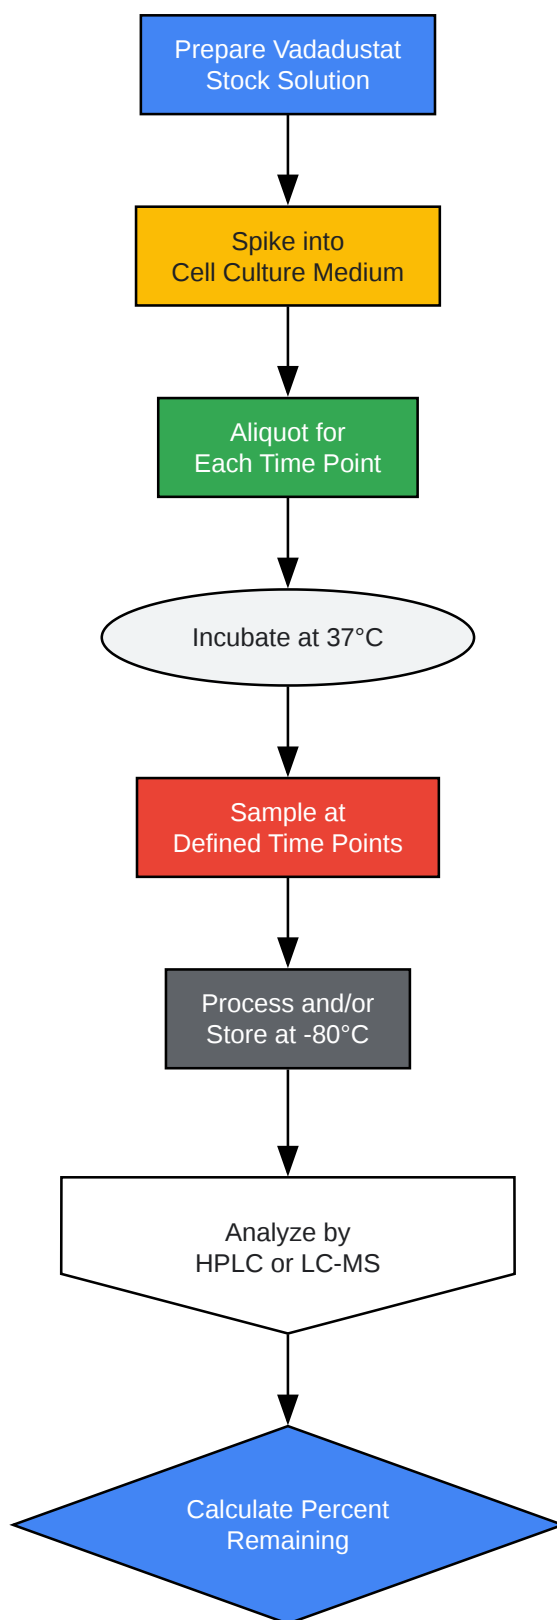 Prepare Vadadustat
Stock Solution
Spike into
Cell Culture Medium
Aliquot for
Each Time Point
Incubate at 37°C
Sample at
Defined Time Points
Process and/or
Store at -80°C
Analyze by
HPLC or LC-MS
Calculate Percent
Remaining